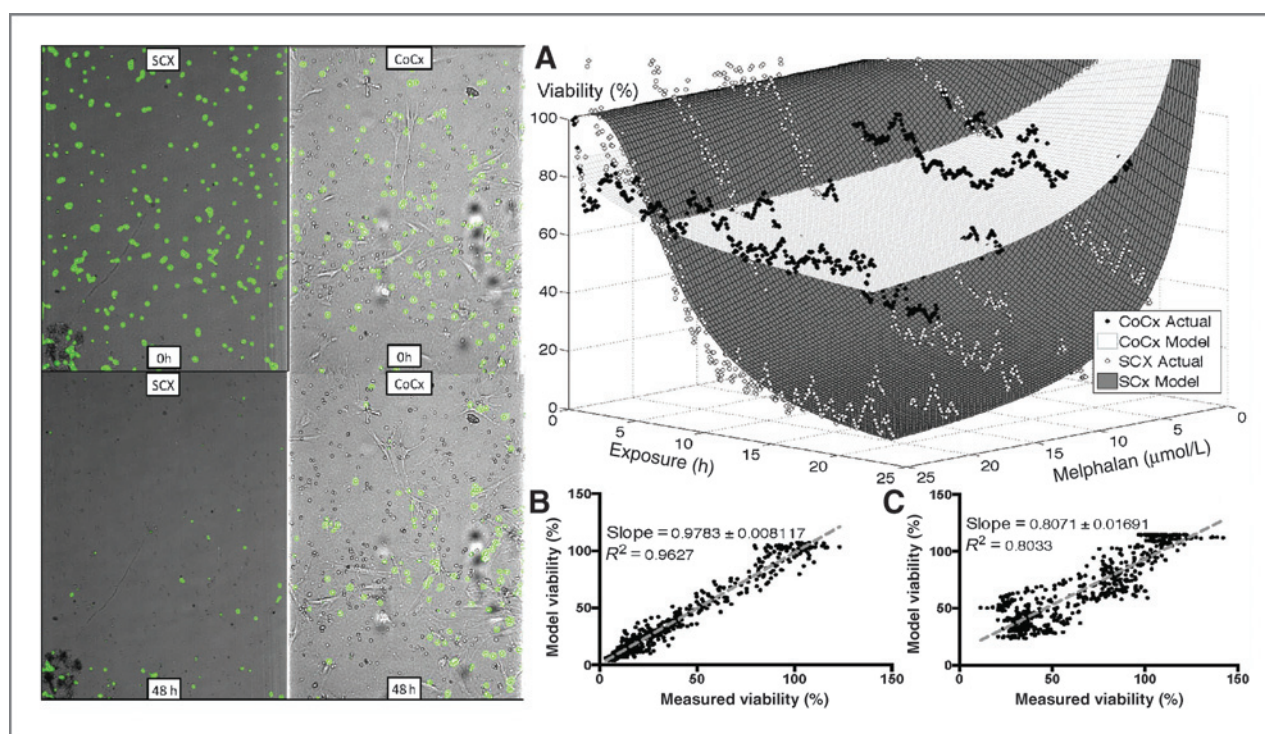 SCX
CoCx
0h
0h
SCX
CoCx
48 h
48 h
A
Viability (%)
100
80
60
40
20
0
0
5
10
15
20
25
Exposure (h)
25
20
15
10
5
0
Melphalan (μmol/L)
CoCx Actual
CoCx Model
SCX Actual
SCx Model
B
Model viability (%)
150
100
50
0
Slope = 0.9783 ± 0.008117
R² = 0.9627
0
50
100
150
Measured viability (%)
C
Model viability (%)
150
100
50
0
Slope = 0.8071 ± 0.01691
R² = 0.8033
0
50
100
150
Measured viability (%)